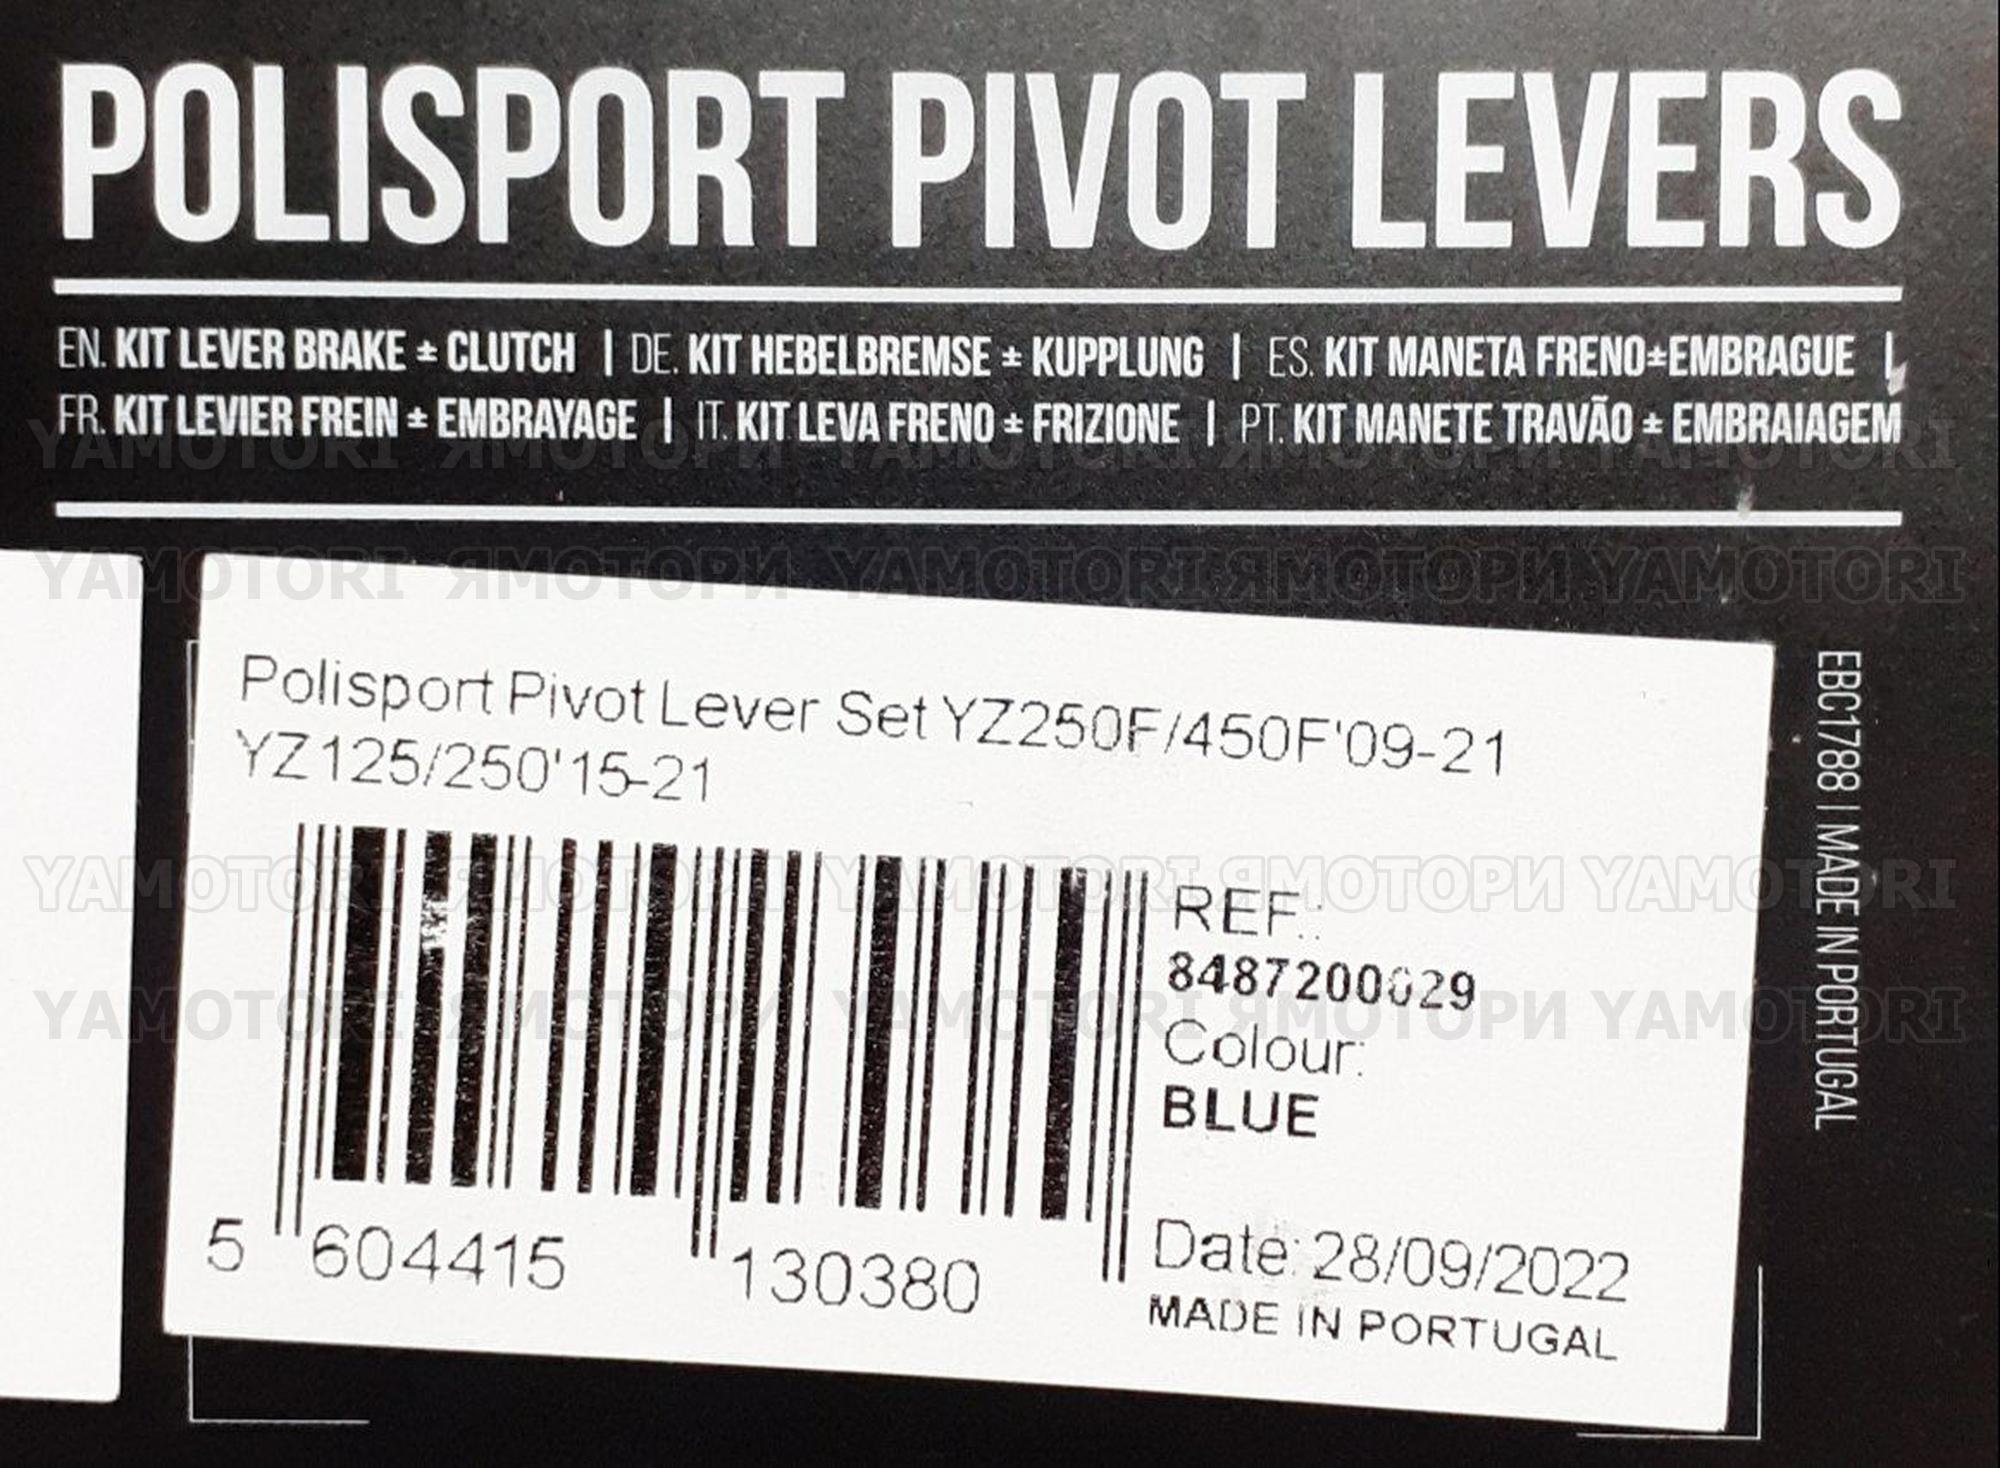 POLISPORT PIVOT LEVERS
EN. KIT LEVER BRAKE ± CLUTCH | DE. KIT HEBELBREMSE ± KUPPLUNG | ES. KIT MANETA FRENO±EMBRAGUE |
FR. KIT LEVIER FREIN ± EMBRAYAGE | IT. KIT LEVA FRENO ± FRIZIONE | PT. KIT MANETE TRAVÃO ± EMBRAIAGEM
YAMOTORI ЯМОТОРИ YAMOTORI ЯМОТОРИ YAMOTORI
YAMOTORI ЯМОТОРИ YAMOTORI ЯМОТОРИ YAMOTORI
Polisport Pivot Lever Set YZ250F/450F'09-21
YZ125/250'15-21
YAMOTORI ЯМОТОРИ YAMOTORI ЯМОТОРИ YAMOTORI
REF.:
8487200029
YAMOTORI ЯМОТОРИ YAMOTORI ЯМОТОРИ YAMOTORI
Colour:
BLUE
Date: 28/09/2022
MADE IN PORTUGAL
5 604415 130380
EBC1788 | MADE IN PORTUGAL